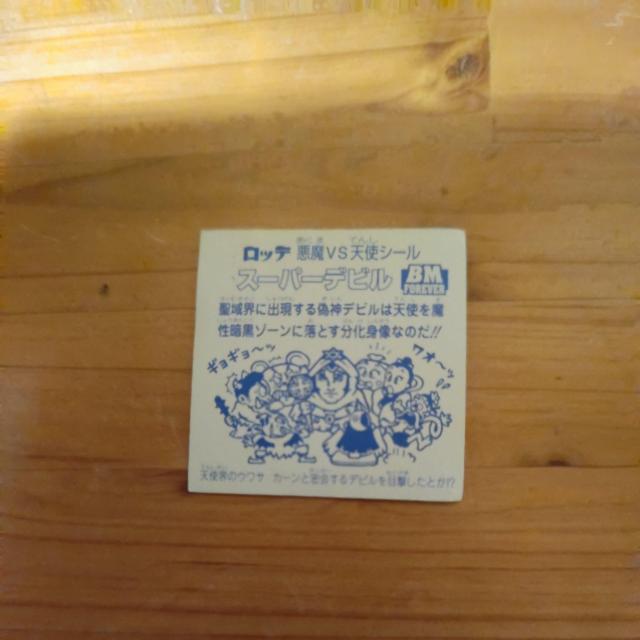 ロッテ 悪魔VS天使シール
スーパーデビル BM FOREVER
聖域界に出現する偽神デビルは天使を魔
性暗黒ゾーンに落とす分化身像なのだ!!
ギョギョ〜ッ
ワオ〜ッ!!
天使界のウワサ カーンと密会するデビルを目撃したとか!?